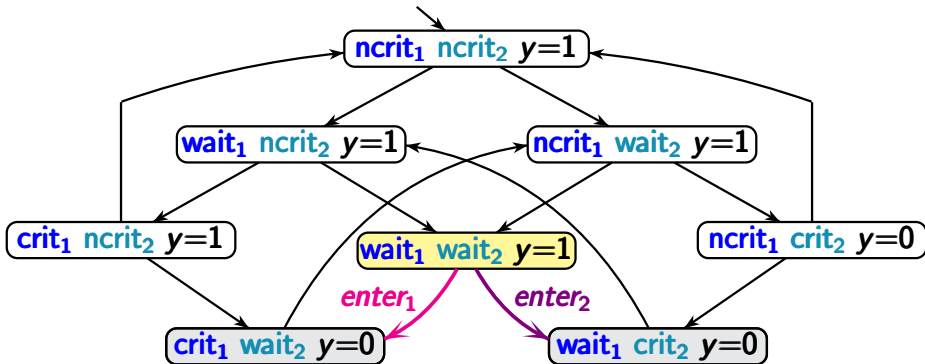 ncrit₁ ncrit₂ y=1
wait₁ ncrit₂ y=1
ncrit₁ wait₂ y=1
crit₁ ncrit₂ y=1
wait₁ wait₂ y=1
ncrit₁ crit₂ y=0
enter₁
enter₂
crit₁ wait₂ y=0
wait₁ crit₂ y=0